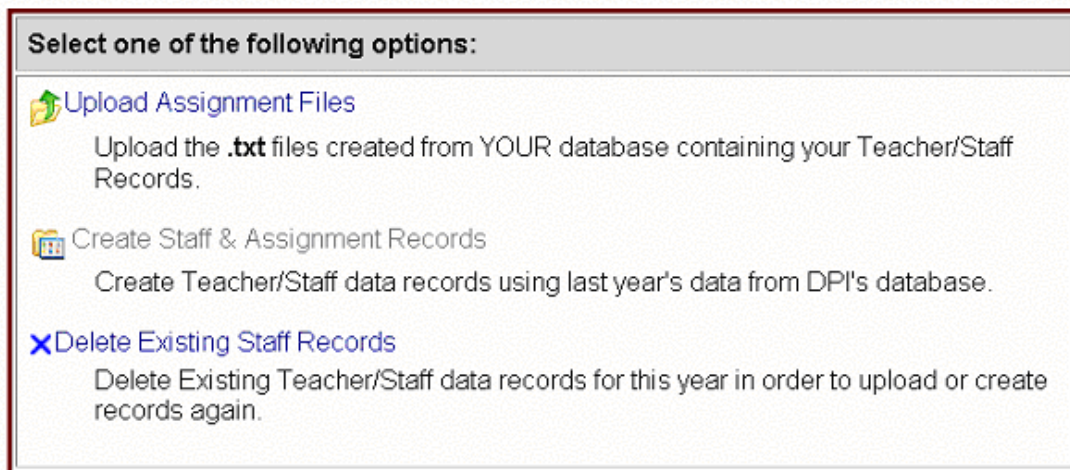 Select one of the following options:
Upload Assignment Files
Upload the .txt files created from YOUR database containing your Teacher/Staff
Records.
Create Staff & Assignment Records
Create Teacher/Staff data records using last year's data from DPI's database.
Delete Existing Staff Records
Delete Existing Teacher/Staff data records for this year in order to upload or create
records again.